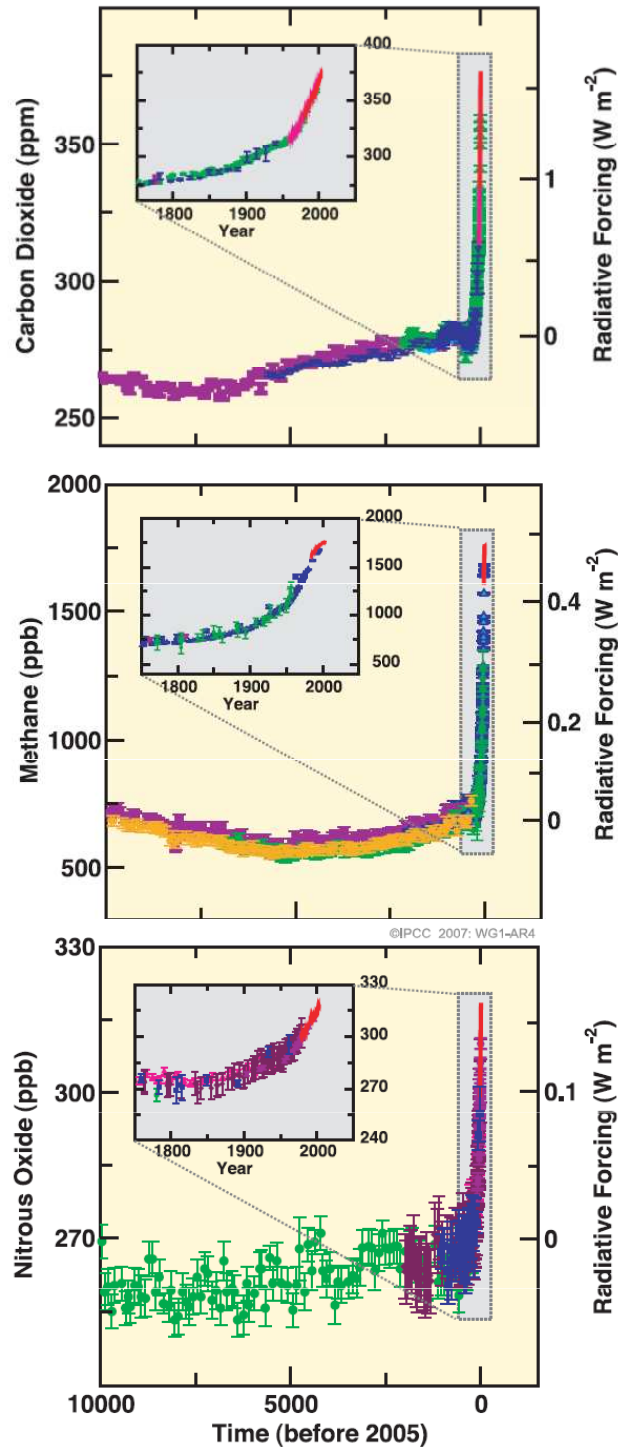 400
350
300
1800 1900 2000
Year
350
300
250
Carbon Dioxide (ppm)
1
0
Radiative Forcing (W m⁻²)
2000
1500
1000
500
1800 1900 2000
Year
2000
1500
1000
500
Methane (ppb)
0.4
0.2
0
Radiative Forcing (W m⁻²)
©IPCC 2007: WG1-AR4
330
300
270
240
1800 1900 2000
Year
330
300
270
Nitrous Oxide (ppb)
0.1
0
Radiative Forcing (W m⁻²)
10000 5000 0
Time (before 2005)